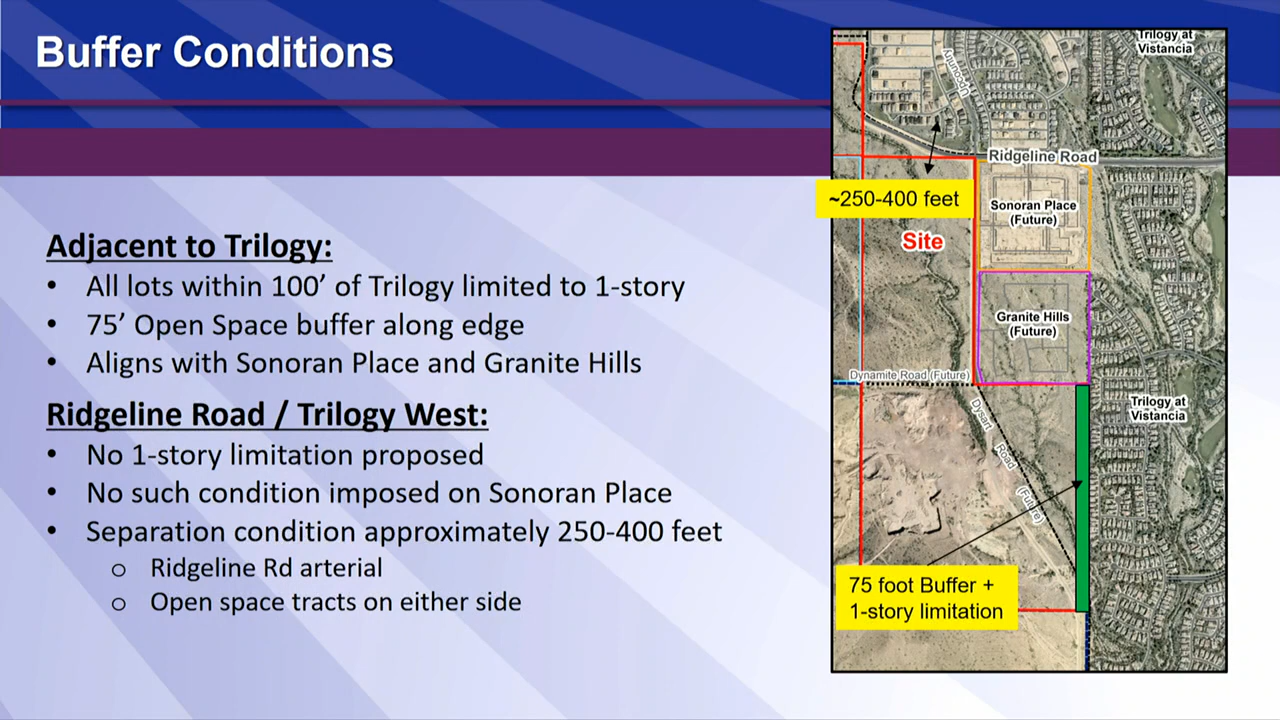 Buffer Conditions
Adjacent to Trilogy:
• All lots within 100’ of Trilogy limited to 1-story
• 75’ Open Space buffer along edge
• Aligns with Sonoran Place and Granite Hills
Ridgeline Road / Trilogy West:
• No 1-story limitation proposed
• No such condition imposed on Sonoran Place
• Separation condition approximately 250-400 feet
o Ridgeline Rd arterial
o Open space tracts on either side
Trilogy at
Vistancia
Ridgeline Road
~250-400 feet
Sonoran Place
(Future)
Site
Granite Hills
(Future)
Dynamite Road (Future)
Trilogy at
Vistancia
Dysart Road (Future)
75 foot Buffer +
1-story limitation